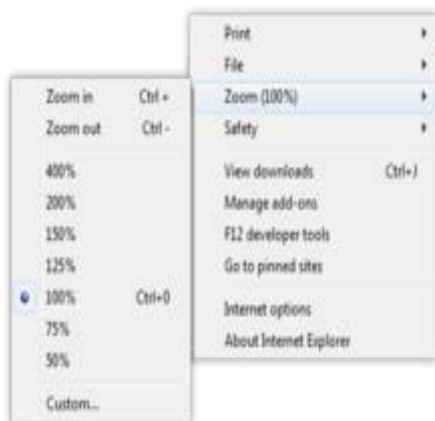 Print
File
Zoom (100%)
Safety
View downloads Ctrl+J
Manage add-ons
F12 developer tools
Go to pinned sites
Internet options
About Internet Explorer
Zoom in Ctrl +
Zoom out Ctrl -
400%
200%
150%
125%
100% Ctrl+0
75%
50%
Custom...